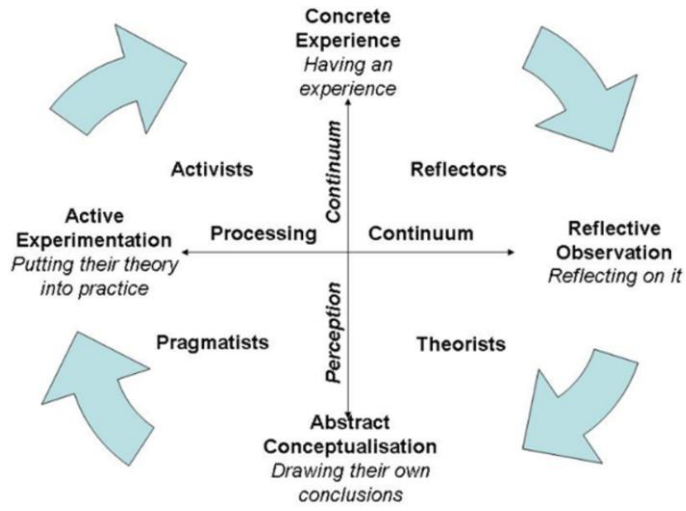 Concrete
Experience
Having an
experience
Continuum
Activists
Reflectors
Active
Experimentation
Putting their theory
into practice
Processing
Continuum
Reflective
Observation
Reflecting on it
Perception
Pragmatists
Theorists
Abstract
Conceptualisation
Drawing their own
conclusions